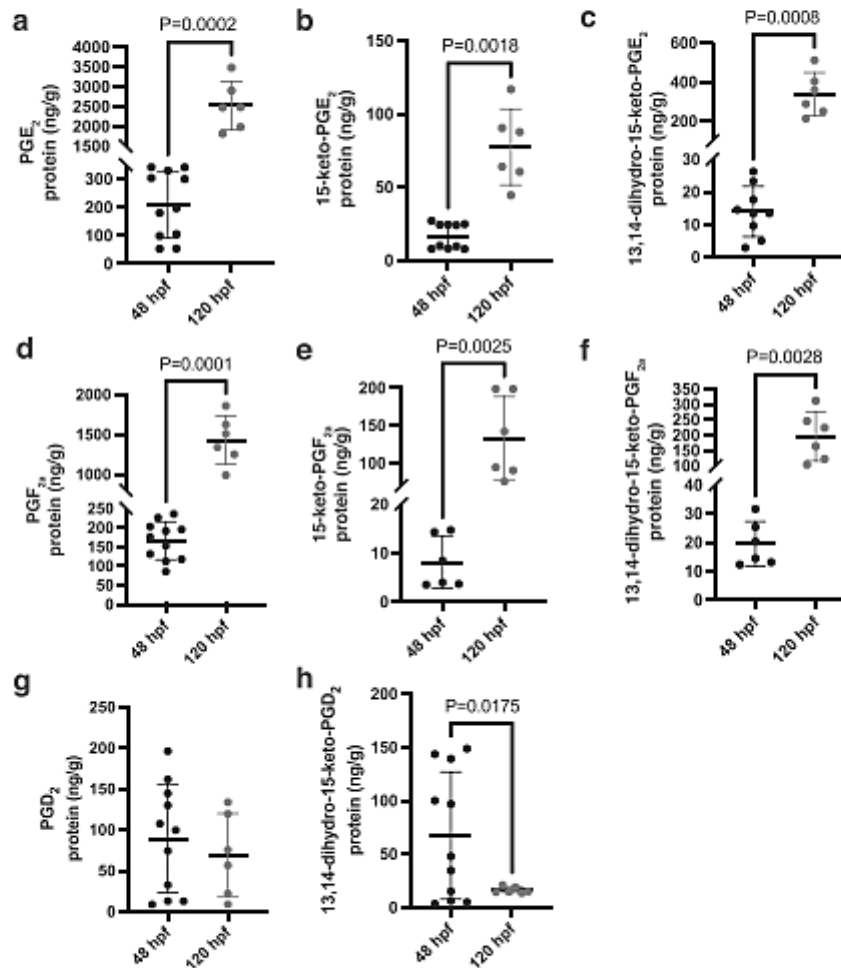 a
P=0.0002
PGE2
protein (ng/g)
4000
3500
3000
2500
2000
1500
300
200
100
0
48 hpf
120 hpf
b
P=0.0018
15-keto-PGE2
protein (ng/g)
150
100
50
0
48 hpf
120 hpf
c
P=0.0008
13,14-dihydro-15-keto-PGE2
protein (ng/g)
600
400
200
30
20
10
0
48 hpf
120 hpf
d
P=0.0001
PGF2a
protein (ng/g)
2000
1500
1000
250
200
150
100
50
0
48 hpf
120 hpf
e
P=0.0025
15-keto-PGF2a
protein (ng/g)
200
150
100
20
10
0
48 hpf
120 hpf
f
P=0.0028
13,14-dihydro-15-keto-PGF2a
protein (ng/g)
350
300
250
200
150
100
40
30
20
10
0
48 hpf
120 hpf
g
PGD2
protein (ng/g)
250
200
150
100
50
0
48 hpf
120 hpf
h
P=0.0175
13,14-dihydro-15-keto-PGD2
protein (ng/g)
200
150
100
50
0
48 hpf
120 hpf